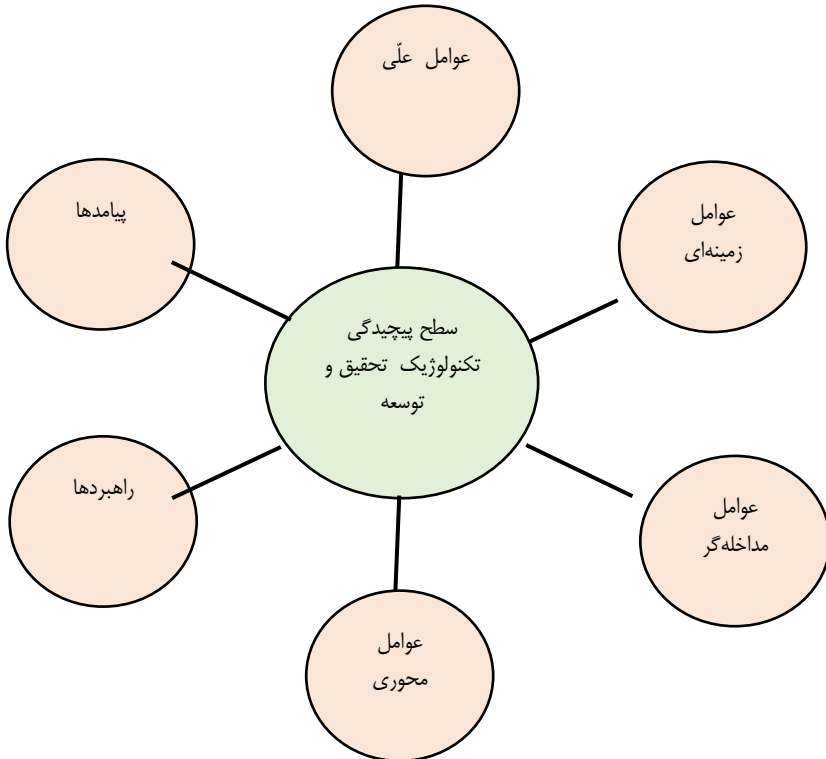 عوامل علّی
عوامل
زمینه‌ای
پیامدها
سطح پیچیدگی
تکنولوژیک تحقیق و
توسعه
راهبردها
عوامل
مداخله‌گر
عوامل
محوری